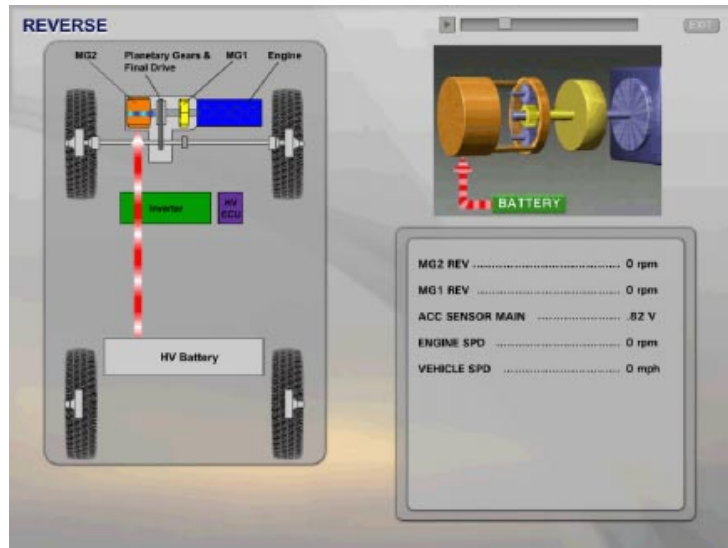 REVERSE
EXIT
MG2
Planetary Gears &
Final Drive
MG1
Engine
Inverter
HV
ECU
HV Battery
BATTERY
MG2 REV ........................................ 0 rpm
MG1 REV ....................................... 0 rpm
ACC SENSOR MAIN ...................... .82 V
ENGINE SPD ................................ 0 rpm
VEHICLE SPD ................................ 0 mph